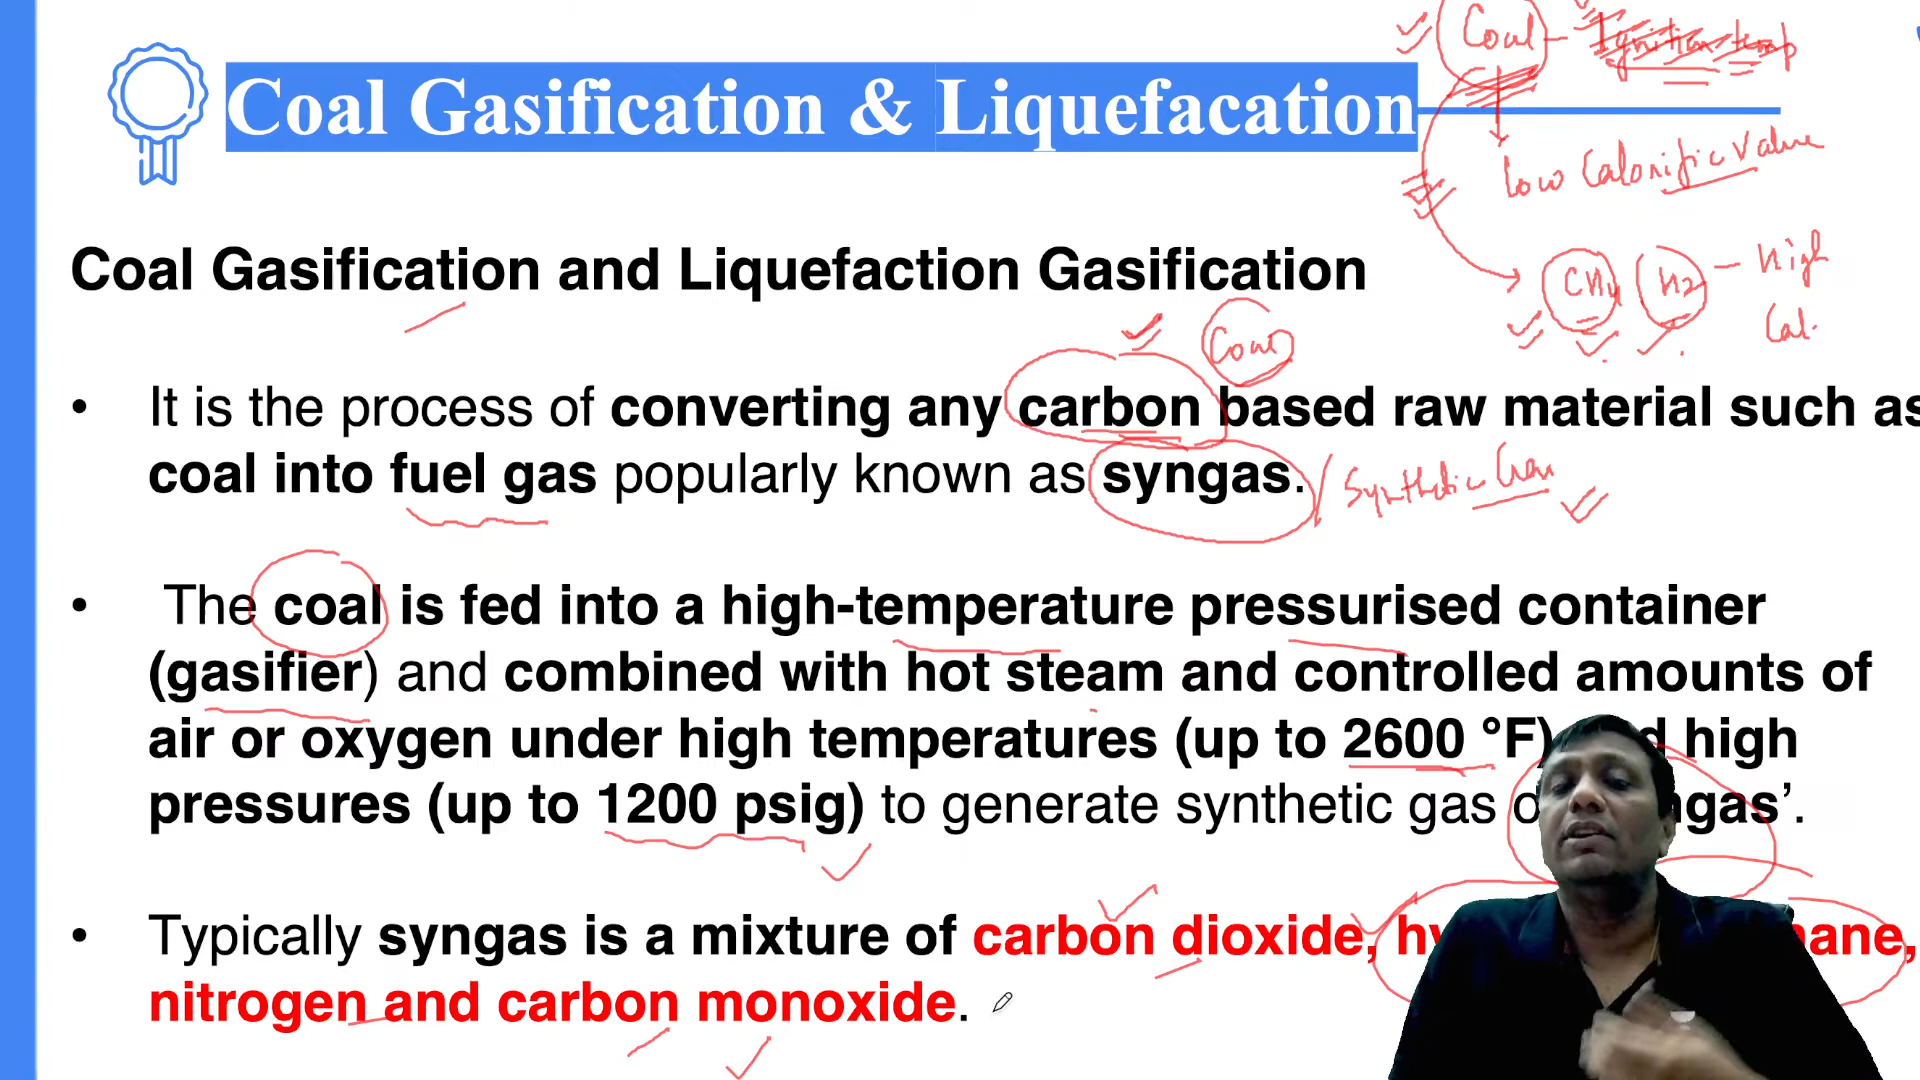 Coal Gasification & Liquefacation
Coal - Ignition temp
Low Calorific Value
CH4 H2 - High
Cal.
Coal Gasification and Liquefaction Gasification
Coal
• It is the process of converting any carbon based raw material such as
coal into fuel gas popularly known as syngas. / Synthetic Gas
• The coal is fed into a high-temperature pressurised container
(gasifier) and combined with hot steam and controlled amounts of
air or oxygen under high temperatures (up to 2600 °F) high
pressures (up to 1200 psig) to generate synthetic gas
• Typically syngas is a mixture of carbon dioxide,
nitrogen and carbon monoxide.